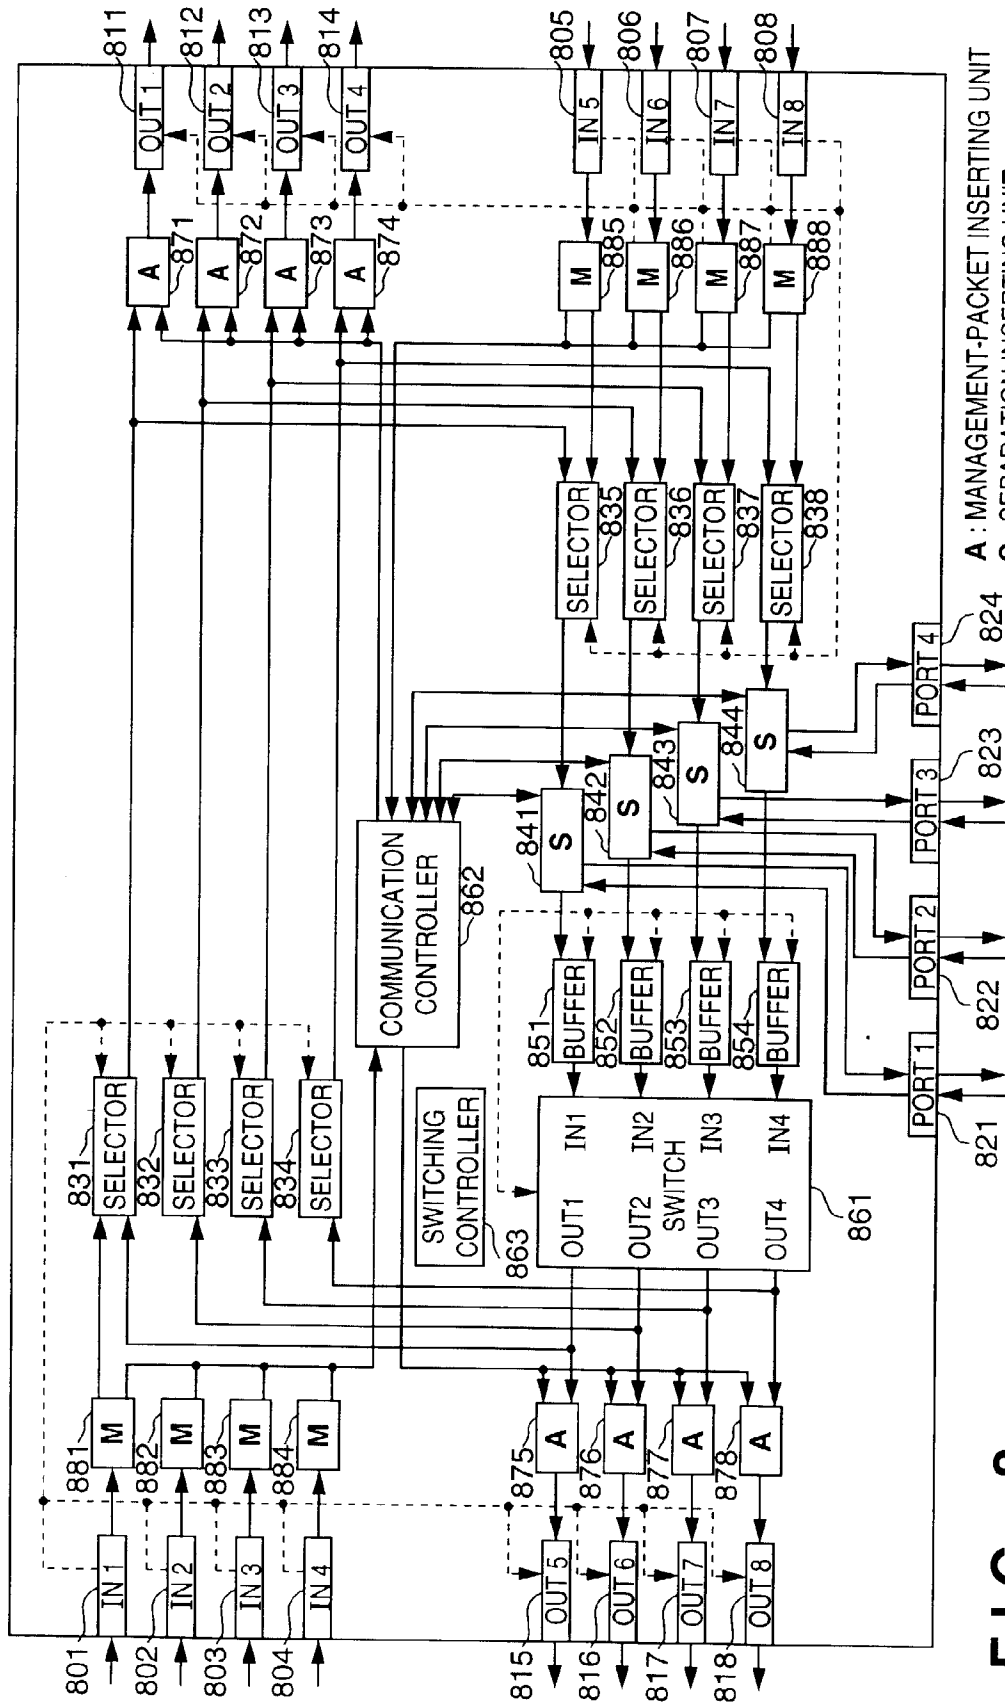 801
IN 1
802
IN 2
803
IN 3
804
IN 4
881
M
882
M
883
M
884
M
831
SELECTOR
832
SELECTOR
833
SELECTOR
834
SELECTOR
A
871
A
872
A
873
A
874
OUT 1
811
OUT 2
812
OUT 3
813
OUT 4
814
SWITCHING
CONTROLLER
863
COMMUNICATION
CONTROLLER
862
815
OUT 5
816
OUT 6
817
OUT 7
818
OUT 8
875
A
876
A
877
A
878
A
OUT1
OUT2
OUT3
OUT4
SWITCH
IN1
IN2
IN3
IN4
861
851
BUFFER
852
BUFFER
853
BUFFER
854
BUFFER
841
S
842
S
843
S
844
S
SELECTOR
835
SELECTOR
836
SELECTOR
837
SELECTOR
838
M
885
M
886
M
887
M
888
IN 5
805
IN 6
806
IN 7
807
IN 8
808
PORT 1
821
PORT 2
822
PORT 3
823
PORT 4
824
A : MANAGEMENT-PACKET INSERTING UNIT